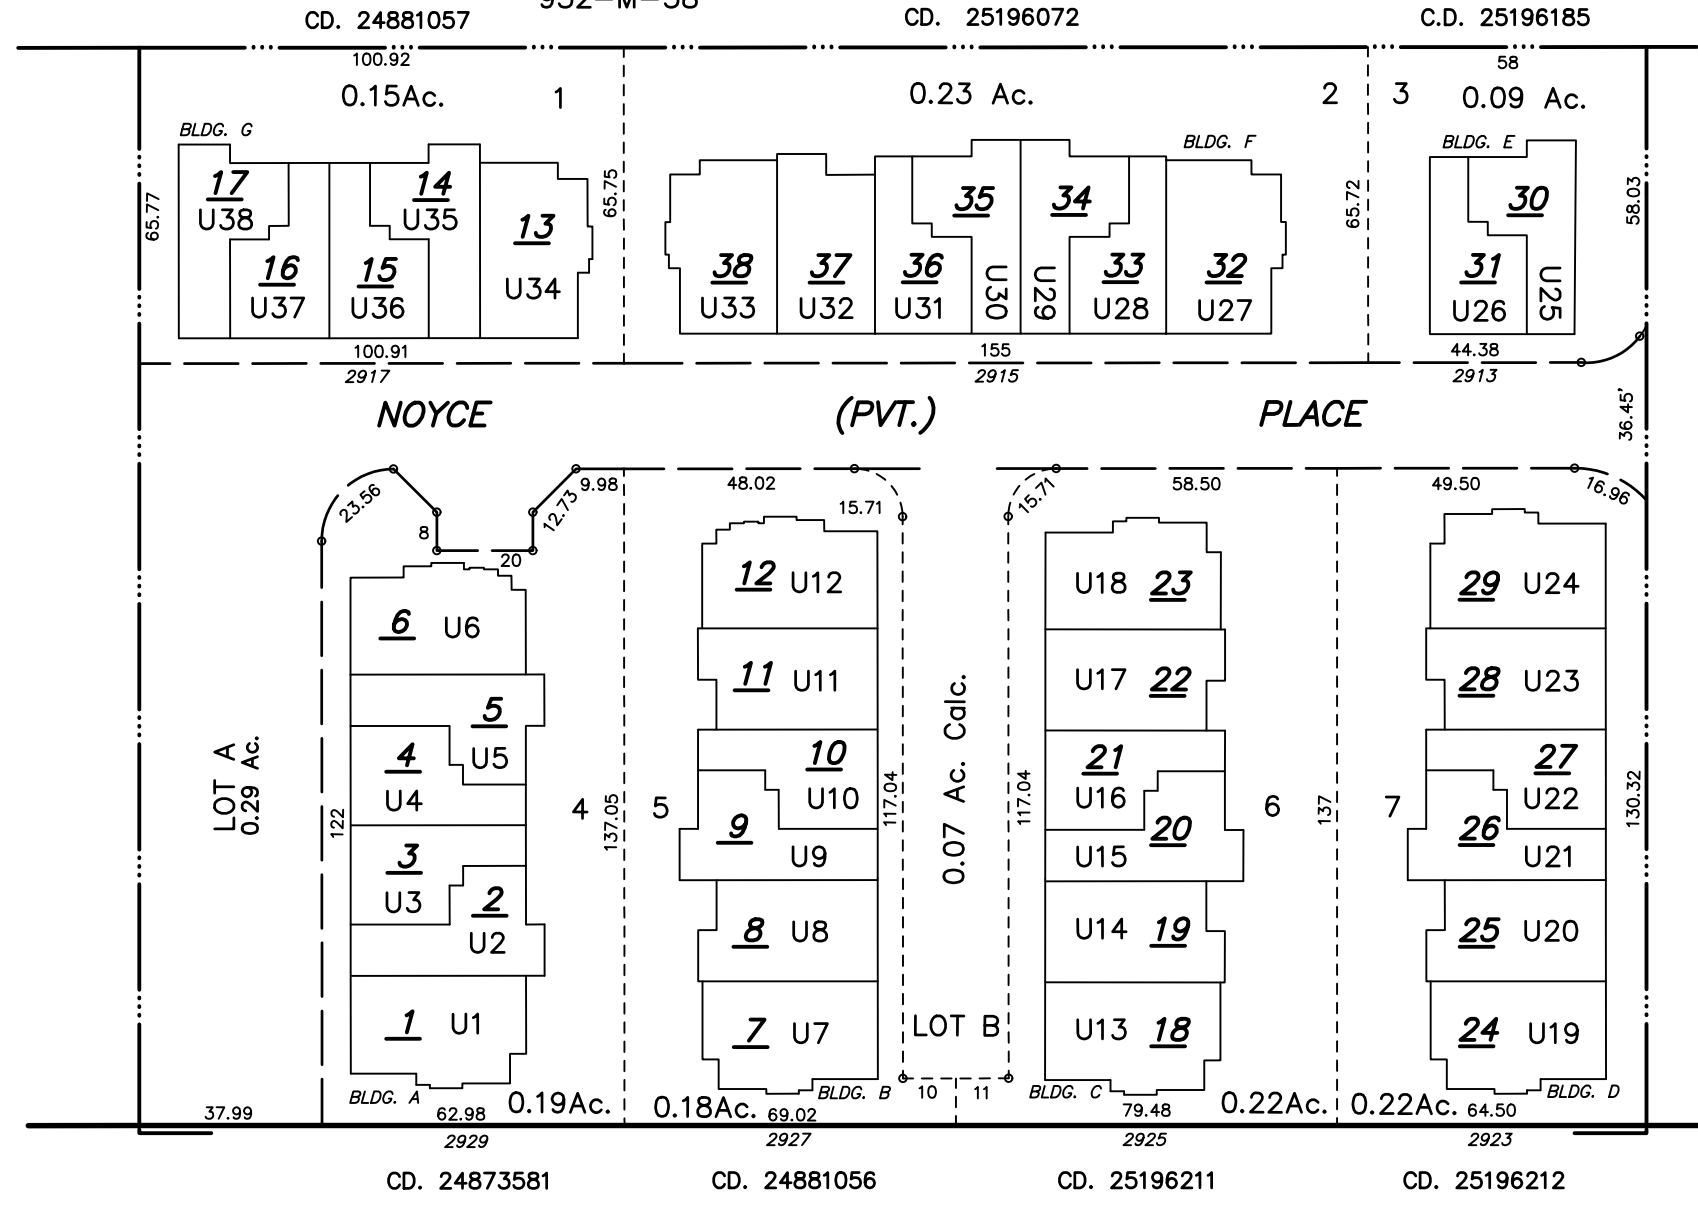 952-M-58
CD. 24881057
CD. 25196072
C.D. 25196185
100.92
58
0.15Ac.
1
0.23 Ac.
2
3
0.09 Ac.
BLDG. G
BLDG. F
BLDG. E
65.77
17
U38
14
U35
13
U34
65.75
16
U37
15
U36
35
34
65.72
30
58.03
38
U33
37
U32
36
U31
U30
U29
33
U28
32
U27
31
U26
U25
100.91
155
44.38
2917
2915
2913
NOYCE
(PVT.)
PLACE
36.45'
23.56
8
20
12.73
9.98
48.02
15.71
15.71
58.50
49.50
16.96
6
U6
12
U12
U18
23
29
U24
11
U11
U17
22
28
U23
5
U5
4
U4
10
U10
21
U16
27
U22
LOT A
0.29 Ac.
122
4
137.05
5
117.04
0.07 Ac. Calc.
117.04
6
137
7
130.32
3
U3
9
U9
20
U15
26
U21
2
U2
8
U8
U14
19
25
U20
1
U1
7
U7
LOT B
U13
18
24
U19
BLDG. A
BLDG. B
10
11
BLDG. C
BLDG. D
37.99
62.98
0.19Ac.
0.18Ac.
69.02
79.48
0.22Ac.
0.22Ac.
64.50
2929
2927
2925
2923
CD. 24873581
CD. 24881056
CD. 25196211
CD. 25196212